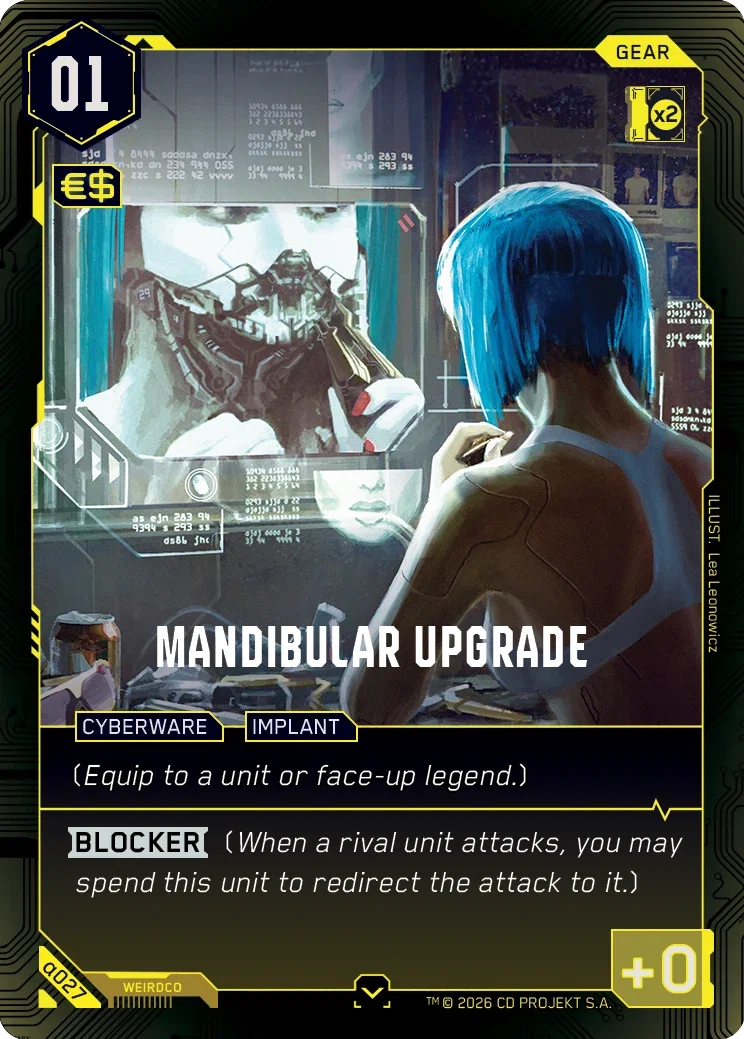 01
GEAR
x2
€$
MANDIBULAR UPGRADE
CYBERWARE
IMPLANT
(Equip to a unit or face-up legend.)
BLOCKER (When a rival unit attacks, you may
spend this unit to redirect the attack to it.)
ILLUST. Lea Leonowicz
α027
WEIRDCO
™ © 2026 CD PROJEKT S.A.
+0